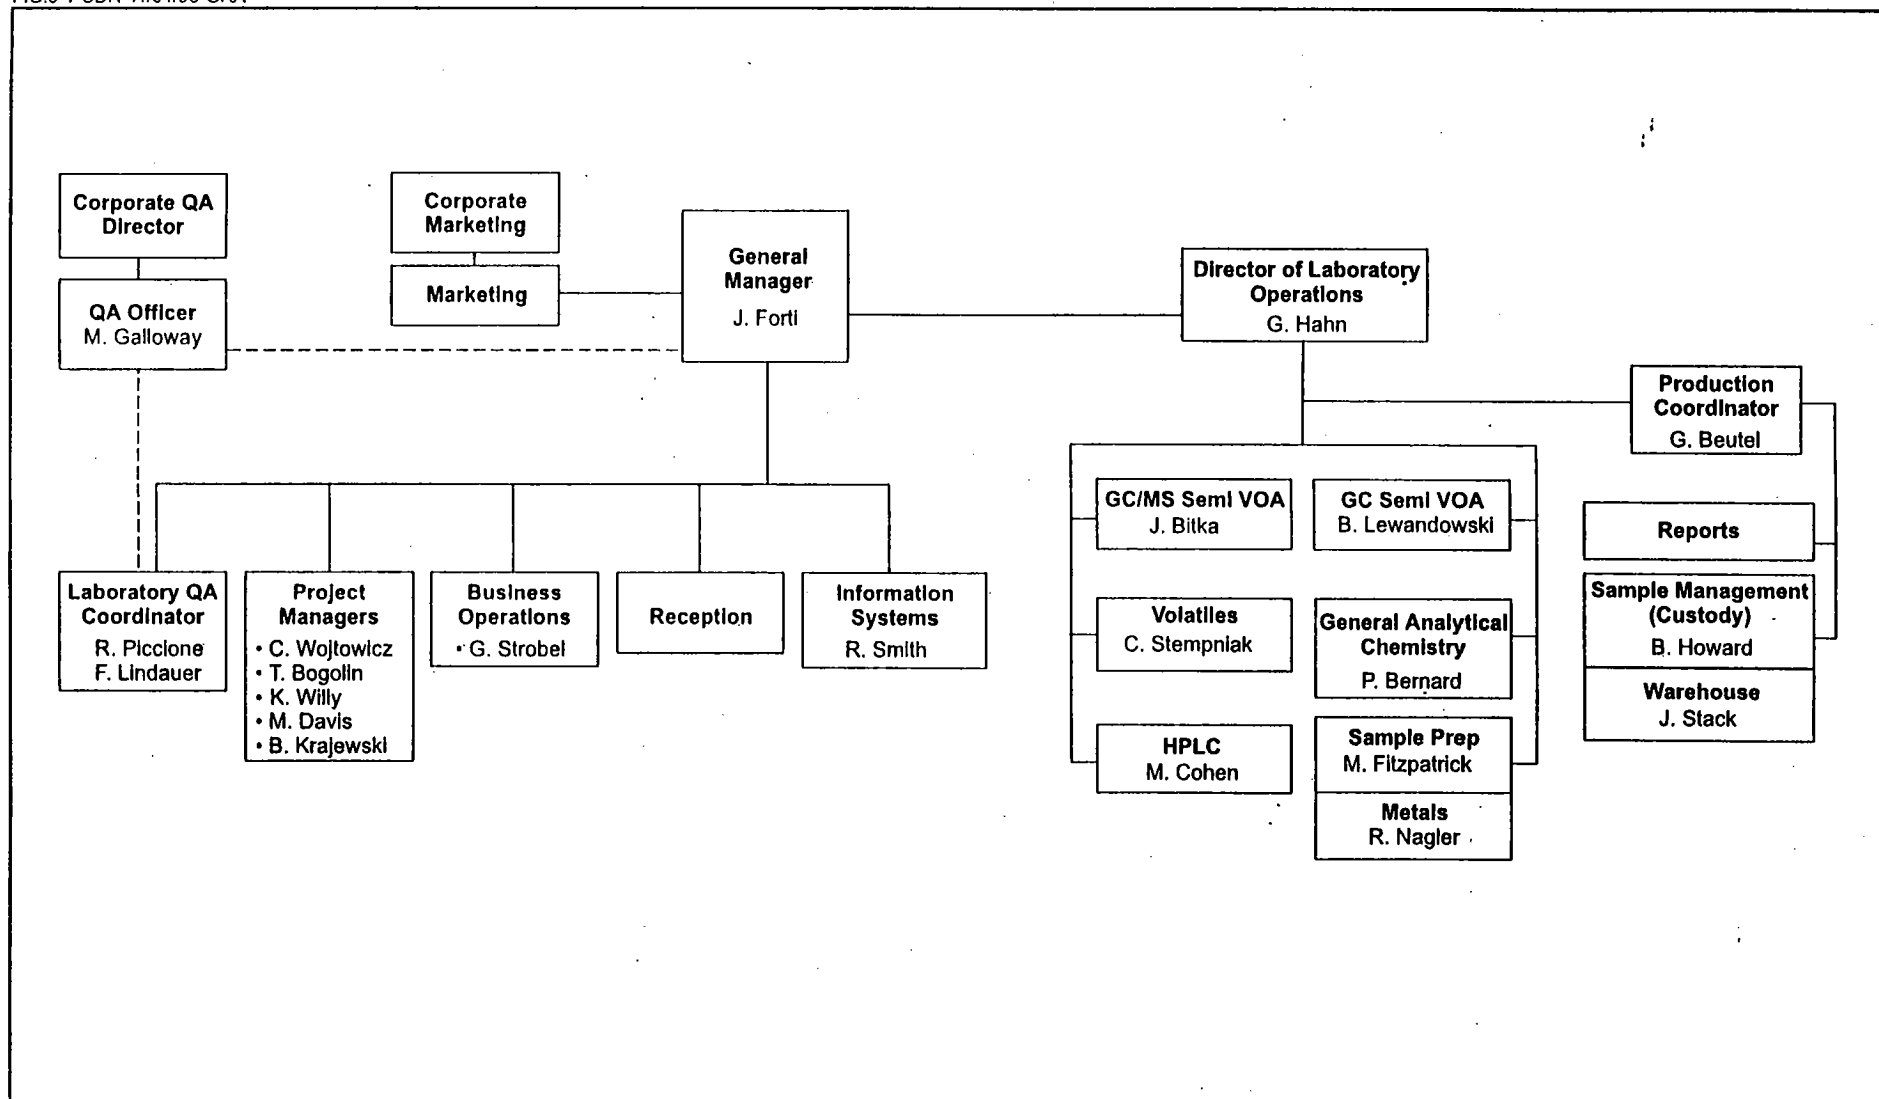 Corporate QA
Director
QA Officer
M. Galloway
Corporate
Marketing
Marketing
General
Manager
J. Forti
Director of Laboratory
Operations
G. Hahn
Production
Coordinator
G. Beutel
Laboratory QA
Coordinator
R. Piccione
F. Lindauer
Project
Managers
• C. Wojtowicz
• T. Bogolin
• K. Willy
• M. Davis
• B. Krajewski
Business
Operations
• G. Strobel
Reception
Information
Systems
R. Smith
GC/MS Semi VOA
J. Bitka
GC Semi VOA
B. Lewandowski
Volatiles
C. Stempniak
General Analytical
Chemistry
P. Bernard
HPLC
M. Cohen
Sample Prep
M. Fitzpatrick
Metals
R. Nagler
Reports
Sample Management
(Custody)
B. Howard
Warehouse
J. Stack